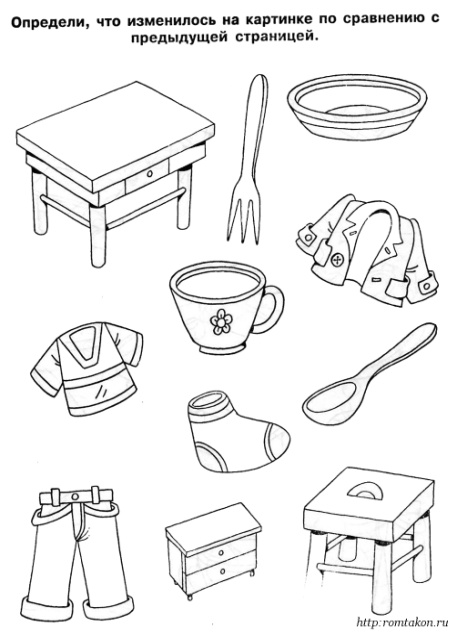 Определи, что изменилось на картинке по сравнению с
предыдущей страницей.
http:romtakon.ru